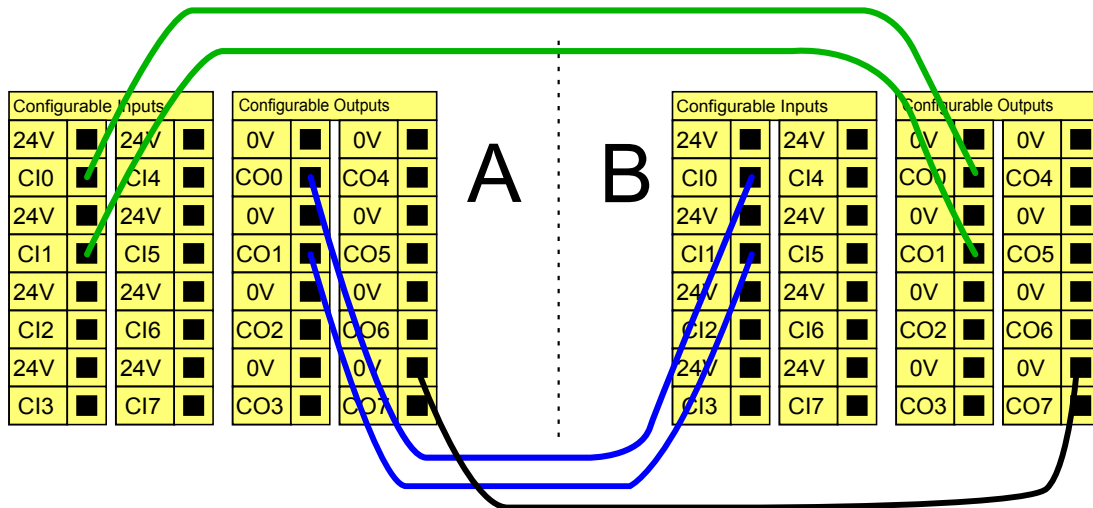 Configurable Inputs Configurable Outputs
24V 24V 0V 0V
CI0 CI4 CO0 CO4
24V 24V 0V 0V
CI1 CI5 CO1 CO5
24V 24V 0V 0V
CI2 CI6 CO2 CO6
24V 24V 0V 0V
CI3 CI7 CO3 CO7
A B
Configurable Inputs Configurable Outputs
24V 24V 0V 0V
CI0 CI4 CO0 CO4
24V 24V 0V 0V
CI1 CI5 CO1 CO5
24V 24V 0V 0V
CI2 CI6 CO2 CO6
24V 24V 0V 0V
CI3 CI7 CO3 CO7